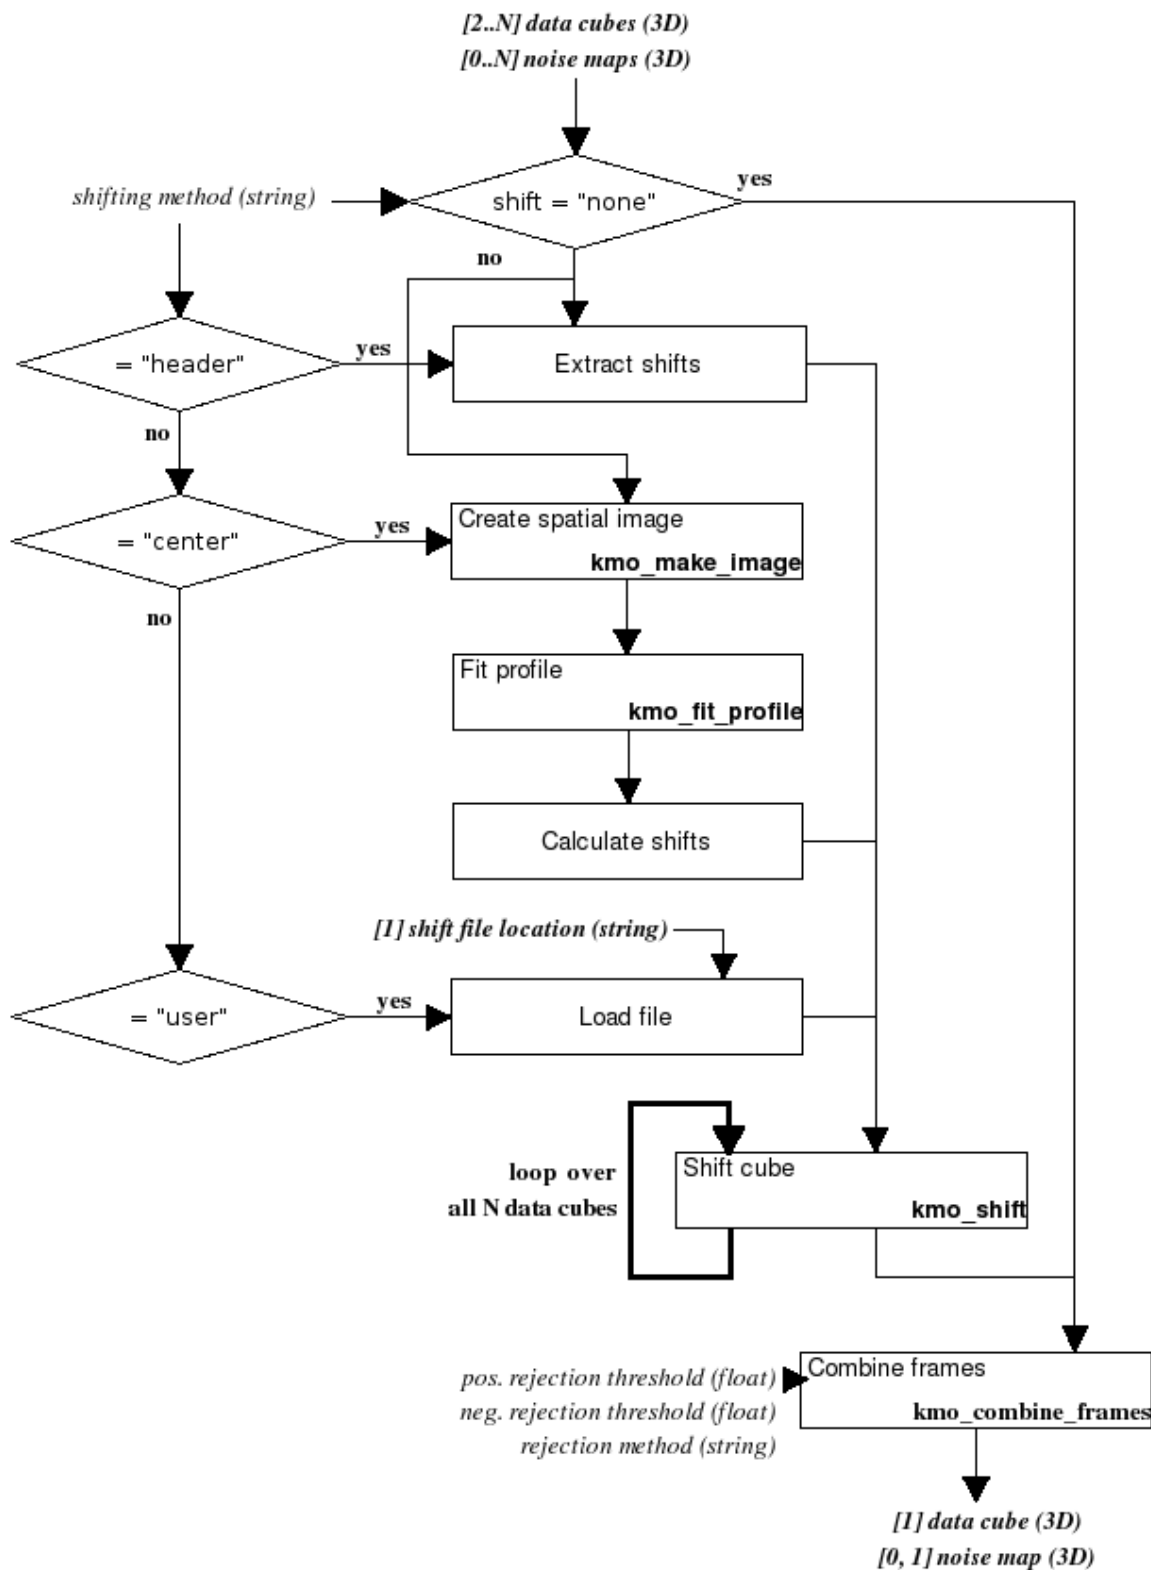 [2..N] data cubes (3D)
[0..N] noise maps (3D)
yes
shifting method (string)
shift = "none"
no
= "header"
yes
Extract shifts
no
= "center"
yes
Create spatial image
kmo_make_image
no
Fit profile
kmo_fit_profile
Calculate shifts
[1] shift file location (string)
= "user"
yes
Load file
loop over
all N data cubes
Shift cube
kmo_shift
pos. rejection threshold (float)
neg. rejection threshold (float)
rejection method (string)
Combine frames
kmo_combine_frames
[1] data cube (3D)
[0, 1] noise map (3D)